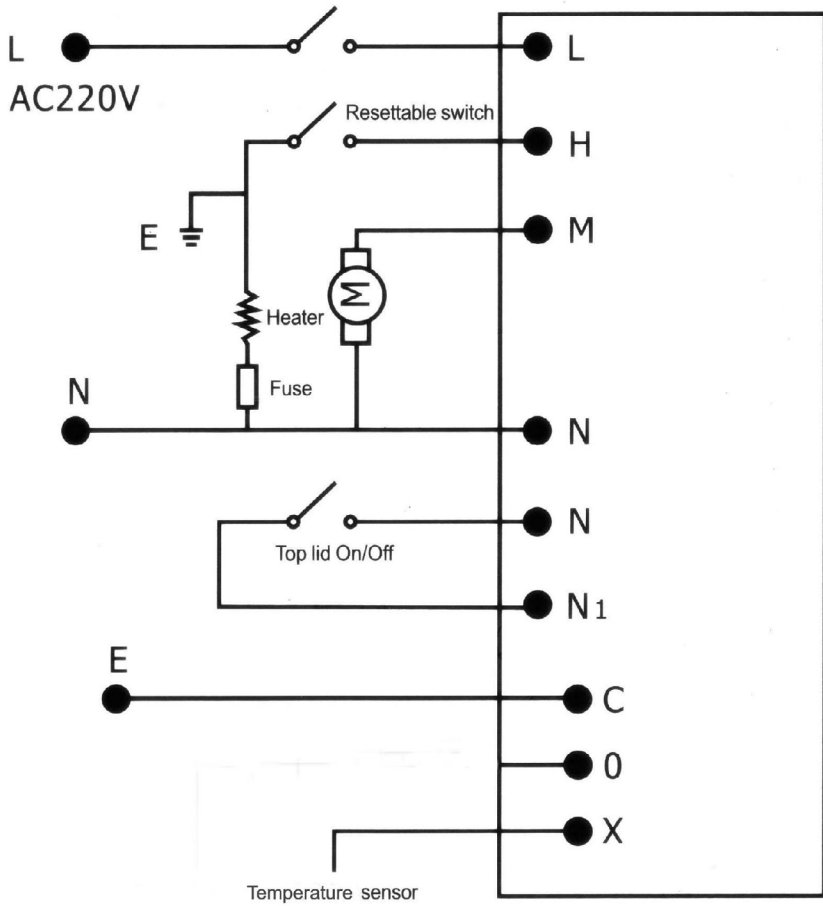 L
L
AC220V
Resettable switch
H
E
M
M
Heater
Fuse
N
N
N
Top lid On/Off
N1
E
C
0
X
Temperature sensor